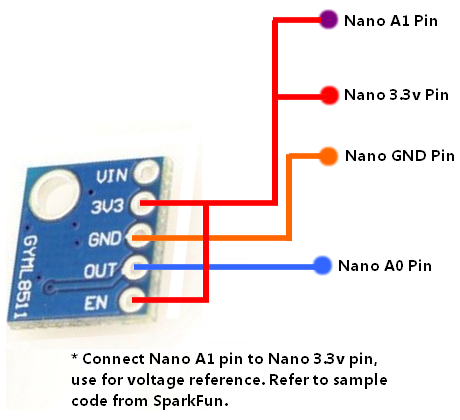 Nano A1 Pin
Nano 3.3v Pin
Nano GND Pin
Nano A0 Pin
VIN
3V3
GND
OUT
EN
GYML8511
* Connect Nano A1 pin to Nano 3.3v pin,
use for voltage reference. Refer to sample
code from SparkFun.